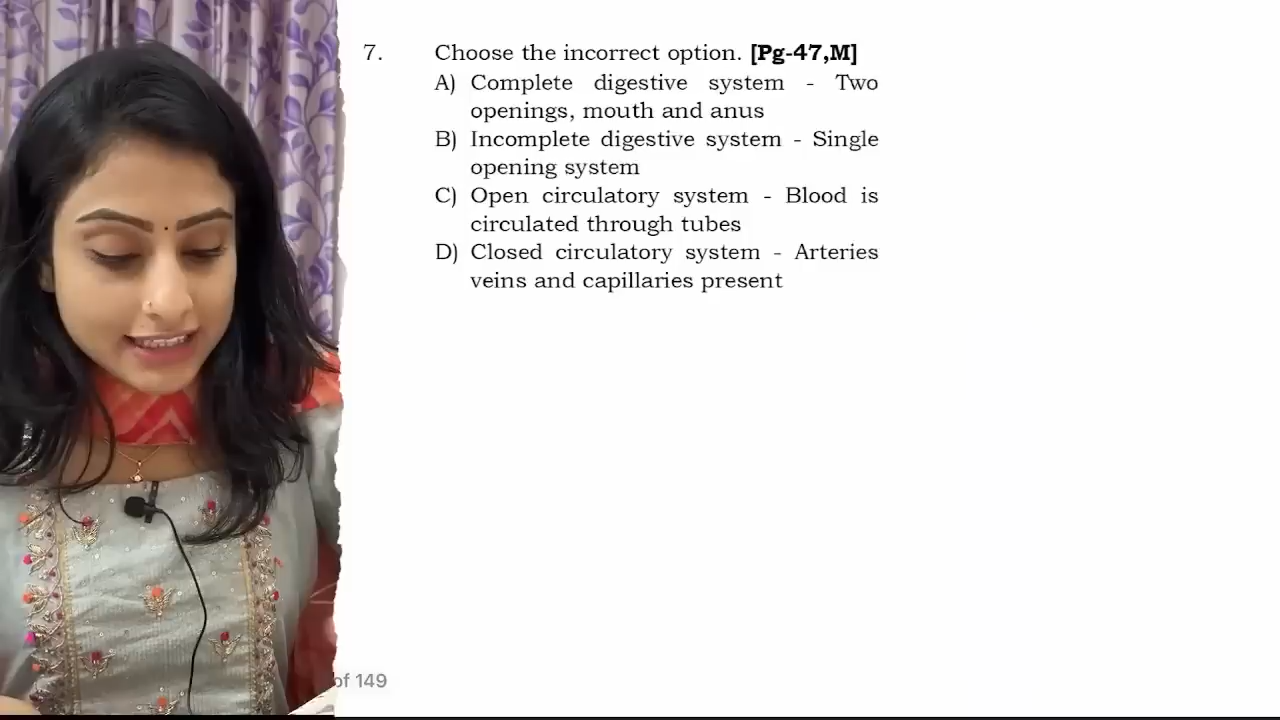 7. Choose the incorrect option. [Pg-47,M]
A) Complete digestive system - Two
openings, mouth and anus
B) Incomplete digestive system - Single
opening system
C) Open circulatory system - Blood is
circulated through tubes
D) Closed circulatory system - Arteries
veins and capillaries present
of 149